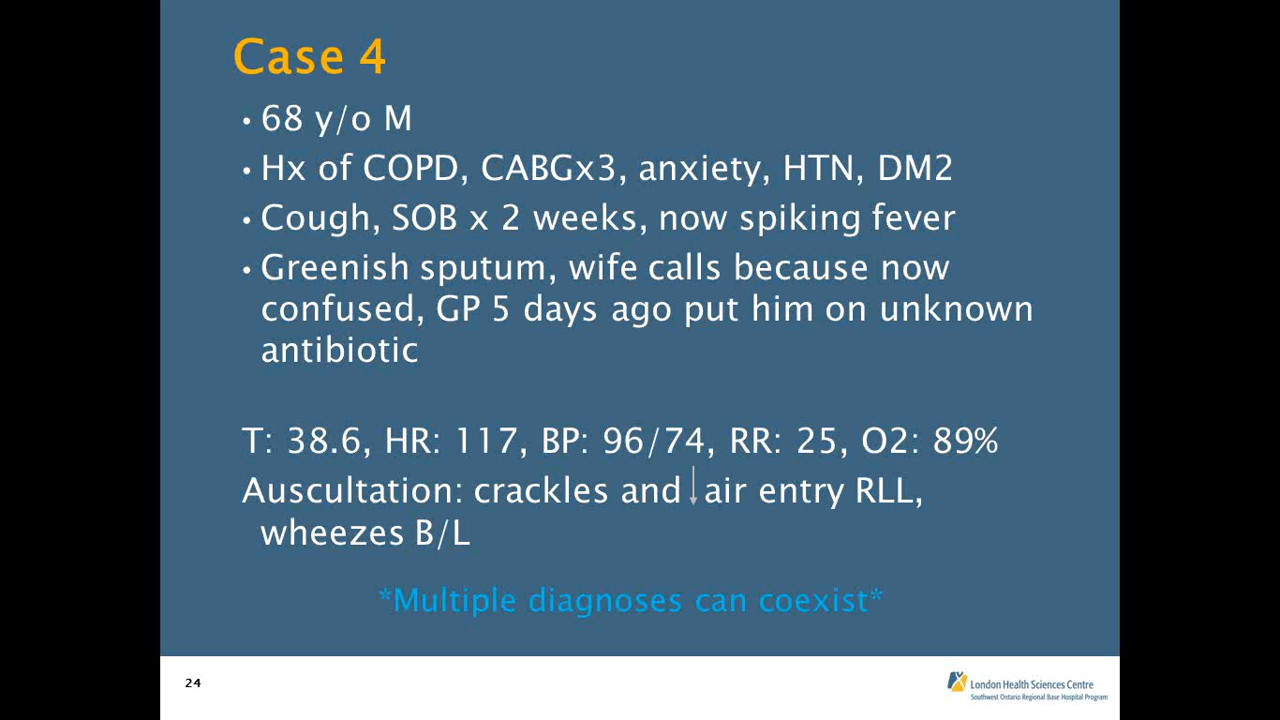 Case 4
• 68 y/o M
• Hx of COPD, CABGx3, anxiety, HTN, DM2
• Cough, SOB x 2 weeks, now spiking fever
• Greenish sputum, wife calls because now
confused, GP 5 days ago put him on unknown
antibiotic
T: 38.6, HR: 117, BP: 96/74, RR: 25, O2: 89%
Auscultation: crackles and ↓ air entry RLL,
wheezes B/L
*Multiple diagnoses can coexist*
24
London Health Sciences Centre
Southwest Ontario Regional Base Hospital Program